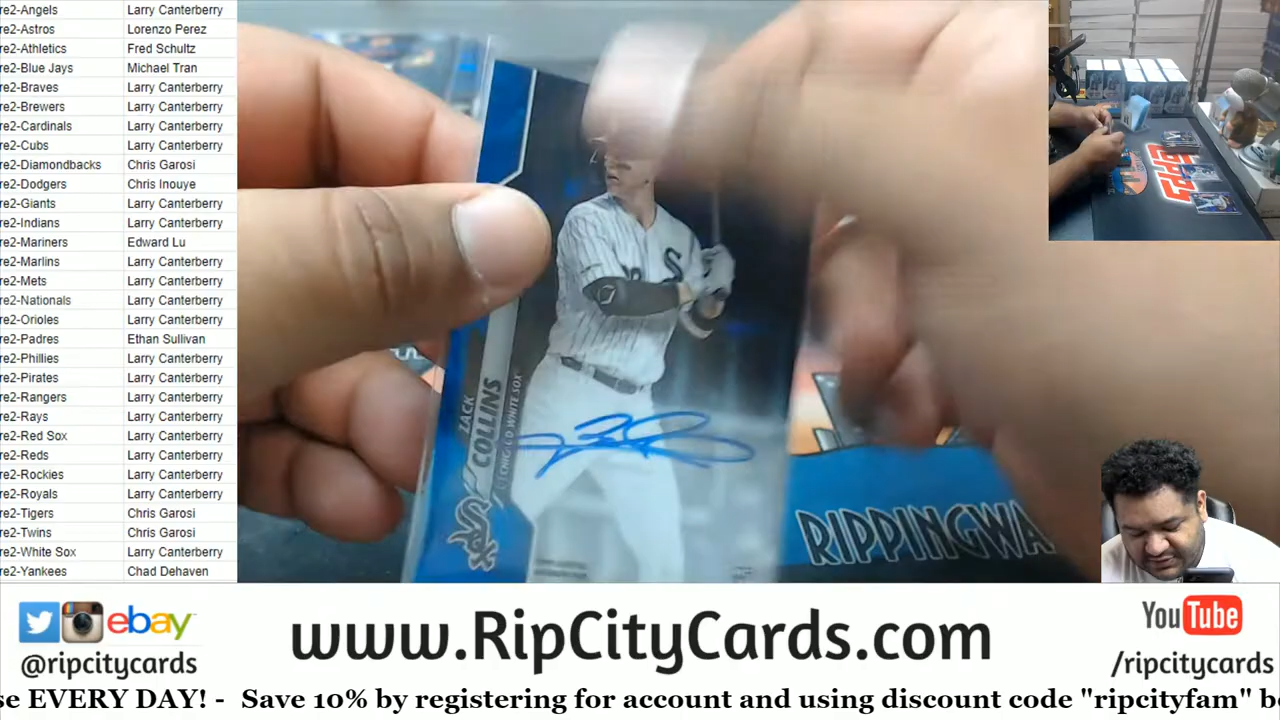 re2-Angels Larry Canterberry
re2-Astros Lorenzo Perez
re2-Athletics Fred Schultz
re2-Blue Jays Michael Tran
re2-Braves Larry Canterberry
re2-Brewers Larry Canterberry
re2-Cardinals Larry Canterberry
re2-Cubs Larry Canterberry
re2-Diamondbacks Chris Garosi
re2-Dodgers Chris Inouye
re2-Giants Larry Canterberry
re2-Indians Larry Canterberry
re2-Mariners Edward Lu
re2-Marlins Larry Canterberry
re2-Mets Larry Canterberry
re2-Nationals Larry Canterberry
re2-Orioles Larry Canterberry
re2-Padres Ethan Sullivan
re2-Phillies Larry Canterberry
re2-Pirates Larry Canterberry
re2-Rangers Larry Canterberry
re2-Rays Larry Canterberry
re2-Red Sox Larry Canterberry
re2-Reds Larry Canterberry
re2-Rockies Larry Canterberry
re2-Royals Larry Canterberry
re2-Tigers Chris Garosi
re2-Twins Chris Garosi
re2-White Sox Larry Canterberry
re2-Yankees Chad Dehaven
ZACK
COLLINS
CHICAGO WHITE SOX
Sox
RIPPINGWA
TOPPS
ebay
@ripcitycards
www.RipCityCards.com
YouTube
/ripcitycards
se EVERY DAY! - Save 10% by registering for account and using discount code "ripcityfam" b